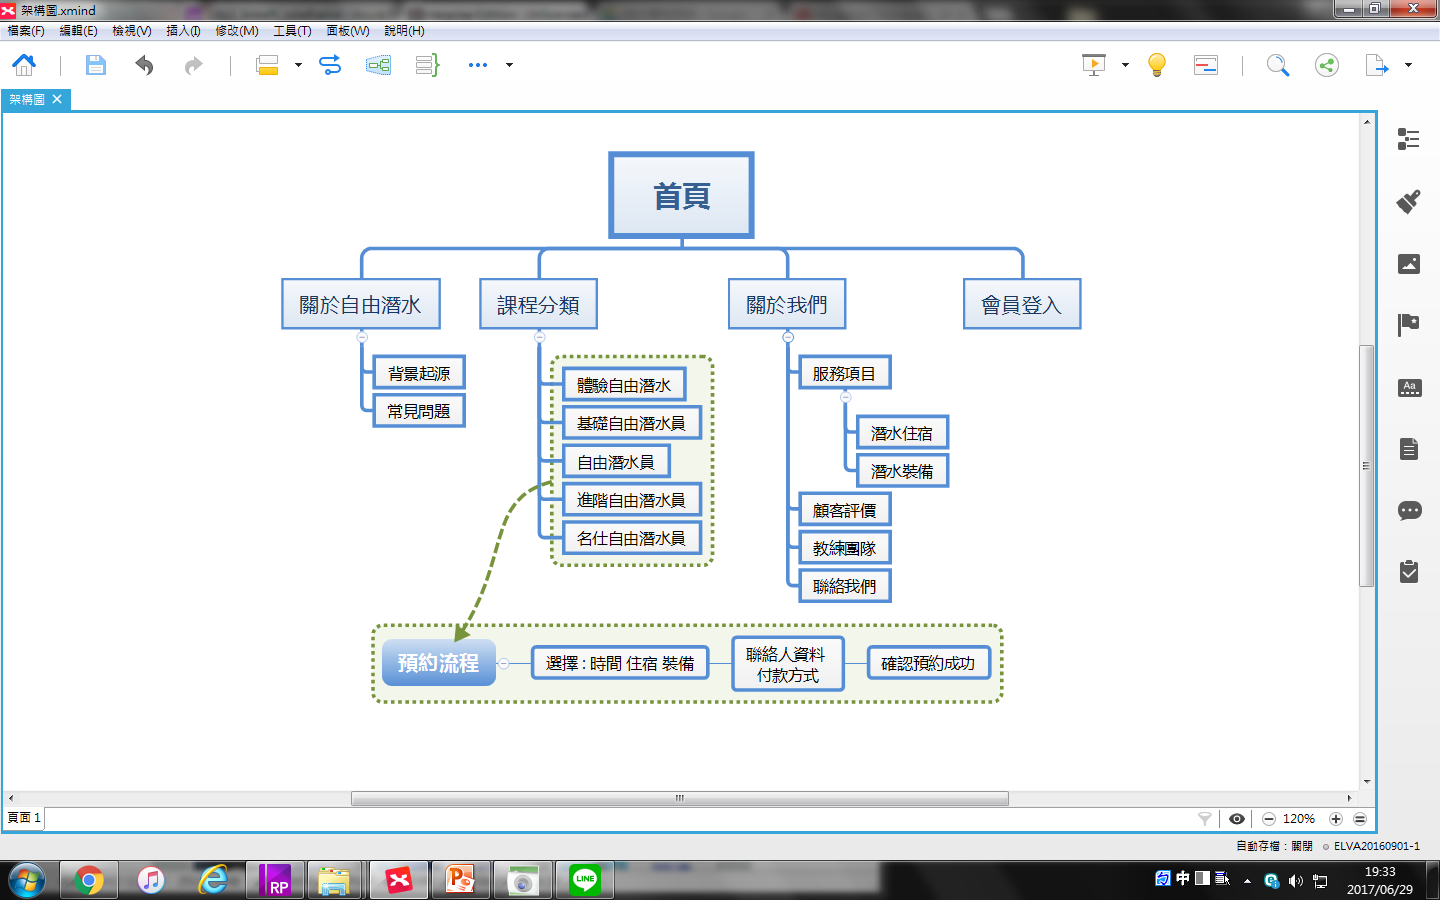 架構圖.xmind
檔案(F) 編輯(E) 檢視(V) 插入(I) 修改(M) 工具(T) 面板(W) 說明(H)
架構圖
首頁
關於自由潛水 課程分類 關於我們 會員登入
背景起源
常見問題
體驗自由潛水
基礎自由潛水員
自由潛水員
進階自由潛水員
名仕自由潛水員
服務項目
潛水住宿
潛水裝備
顧客評價
教練團隊
聯絡我們
預約流程
選擇 : 時間 住宿 裝備
聯絡人資料
付款方式
確認預約成功
Aa
頁面 1
120%
自動存檔：關閉 ELVA20160901-1
RP
LINE
中
19:33
2017/06/29